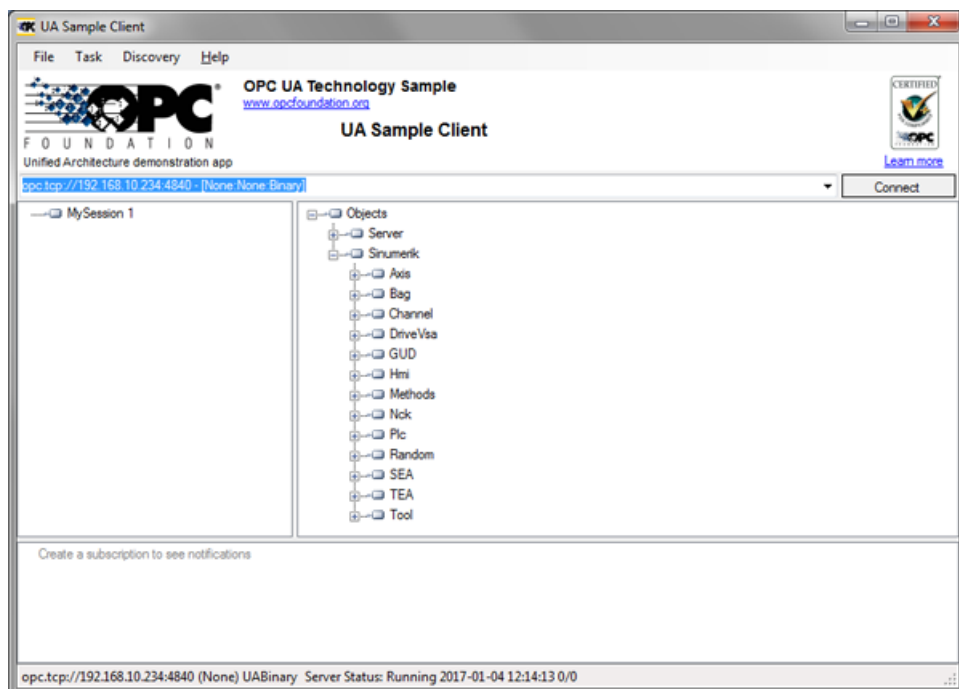 UA Sample Client
File Task Discovery Help
OPC
FOUNDATION
Unified Architecture demonstration app
OPC UA Technology Sample
www.opcfoundation.org
UA Sample Client
CERTIFIED
OPC
Learn more
opc.tcp://192.168.10.234:4840 - [None:None:Binary]
Connect
MySession 1
Objects
Server
Sinumerik
Axis
Bag
Channel
DriveVsa
GUD
Hmi
Methods
Nck
Plc
Random
SEA
TEA
Tool
Create a subscription to see notifications
opc.tcp://192.168.10.234:4840 (None) UABinary Server Status: Running 2017-01-04 12:14:13 0/0